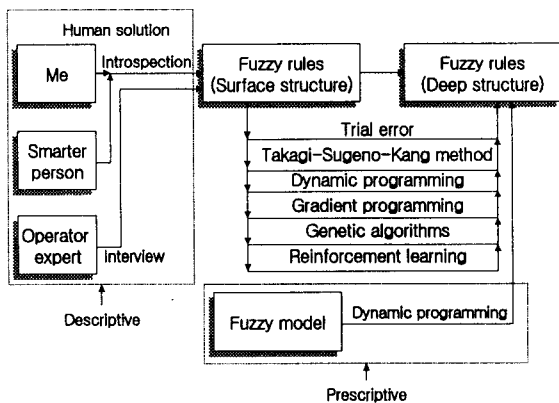 Human solution
Me
Introspection
Smarter
person
Operator
expert
Interview
Descriptive
Fuzzy rules
(Surface structure)
Fuzzy rules
(Deep structure)
Trial error
Takagi-Sugeno-Kang method
Dynamic programming
Gradient programming
Genetic algorithms
Reinforcement learning
Fuzzy model
Dynamic programming
Prescriptive